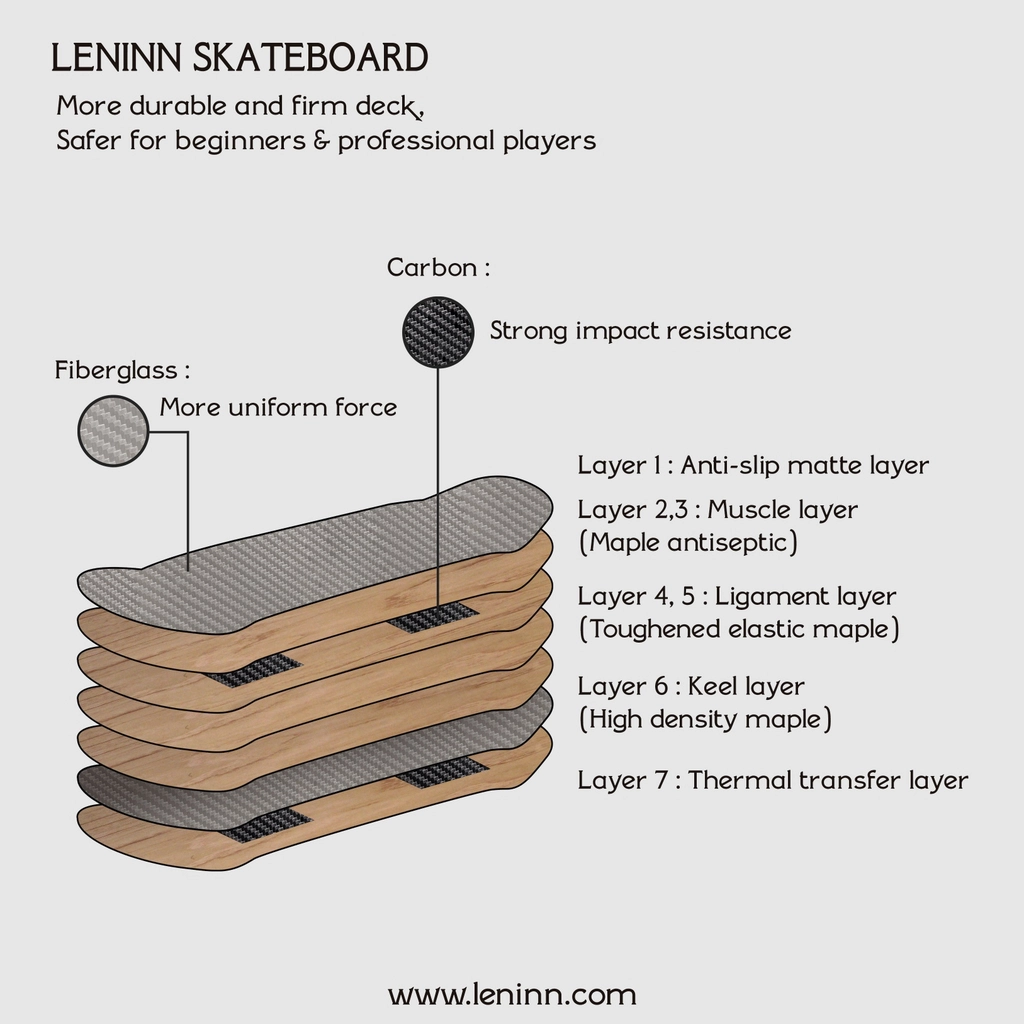 LENINN SKATEBOARD
More durable and firm deck,
Safer for beginners & professional players
Carbon :
Strong impact resistance
Fiberglass :
More uniform force
Layer 1 : Anti-slip matte layer
Layer 2,3 : Muscle layer
(Maple antiseptic)
Layer 4, 5 : Ligament layer
(Toughened elastic maple)
Layer 6 : Keel layer
(High density maple)
Layer 7 : Thermal transfer layer
www.leninn.com